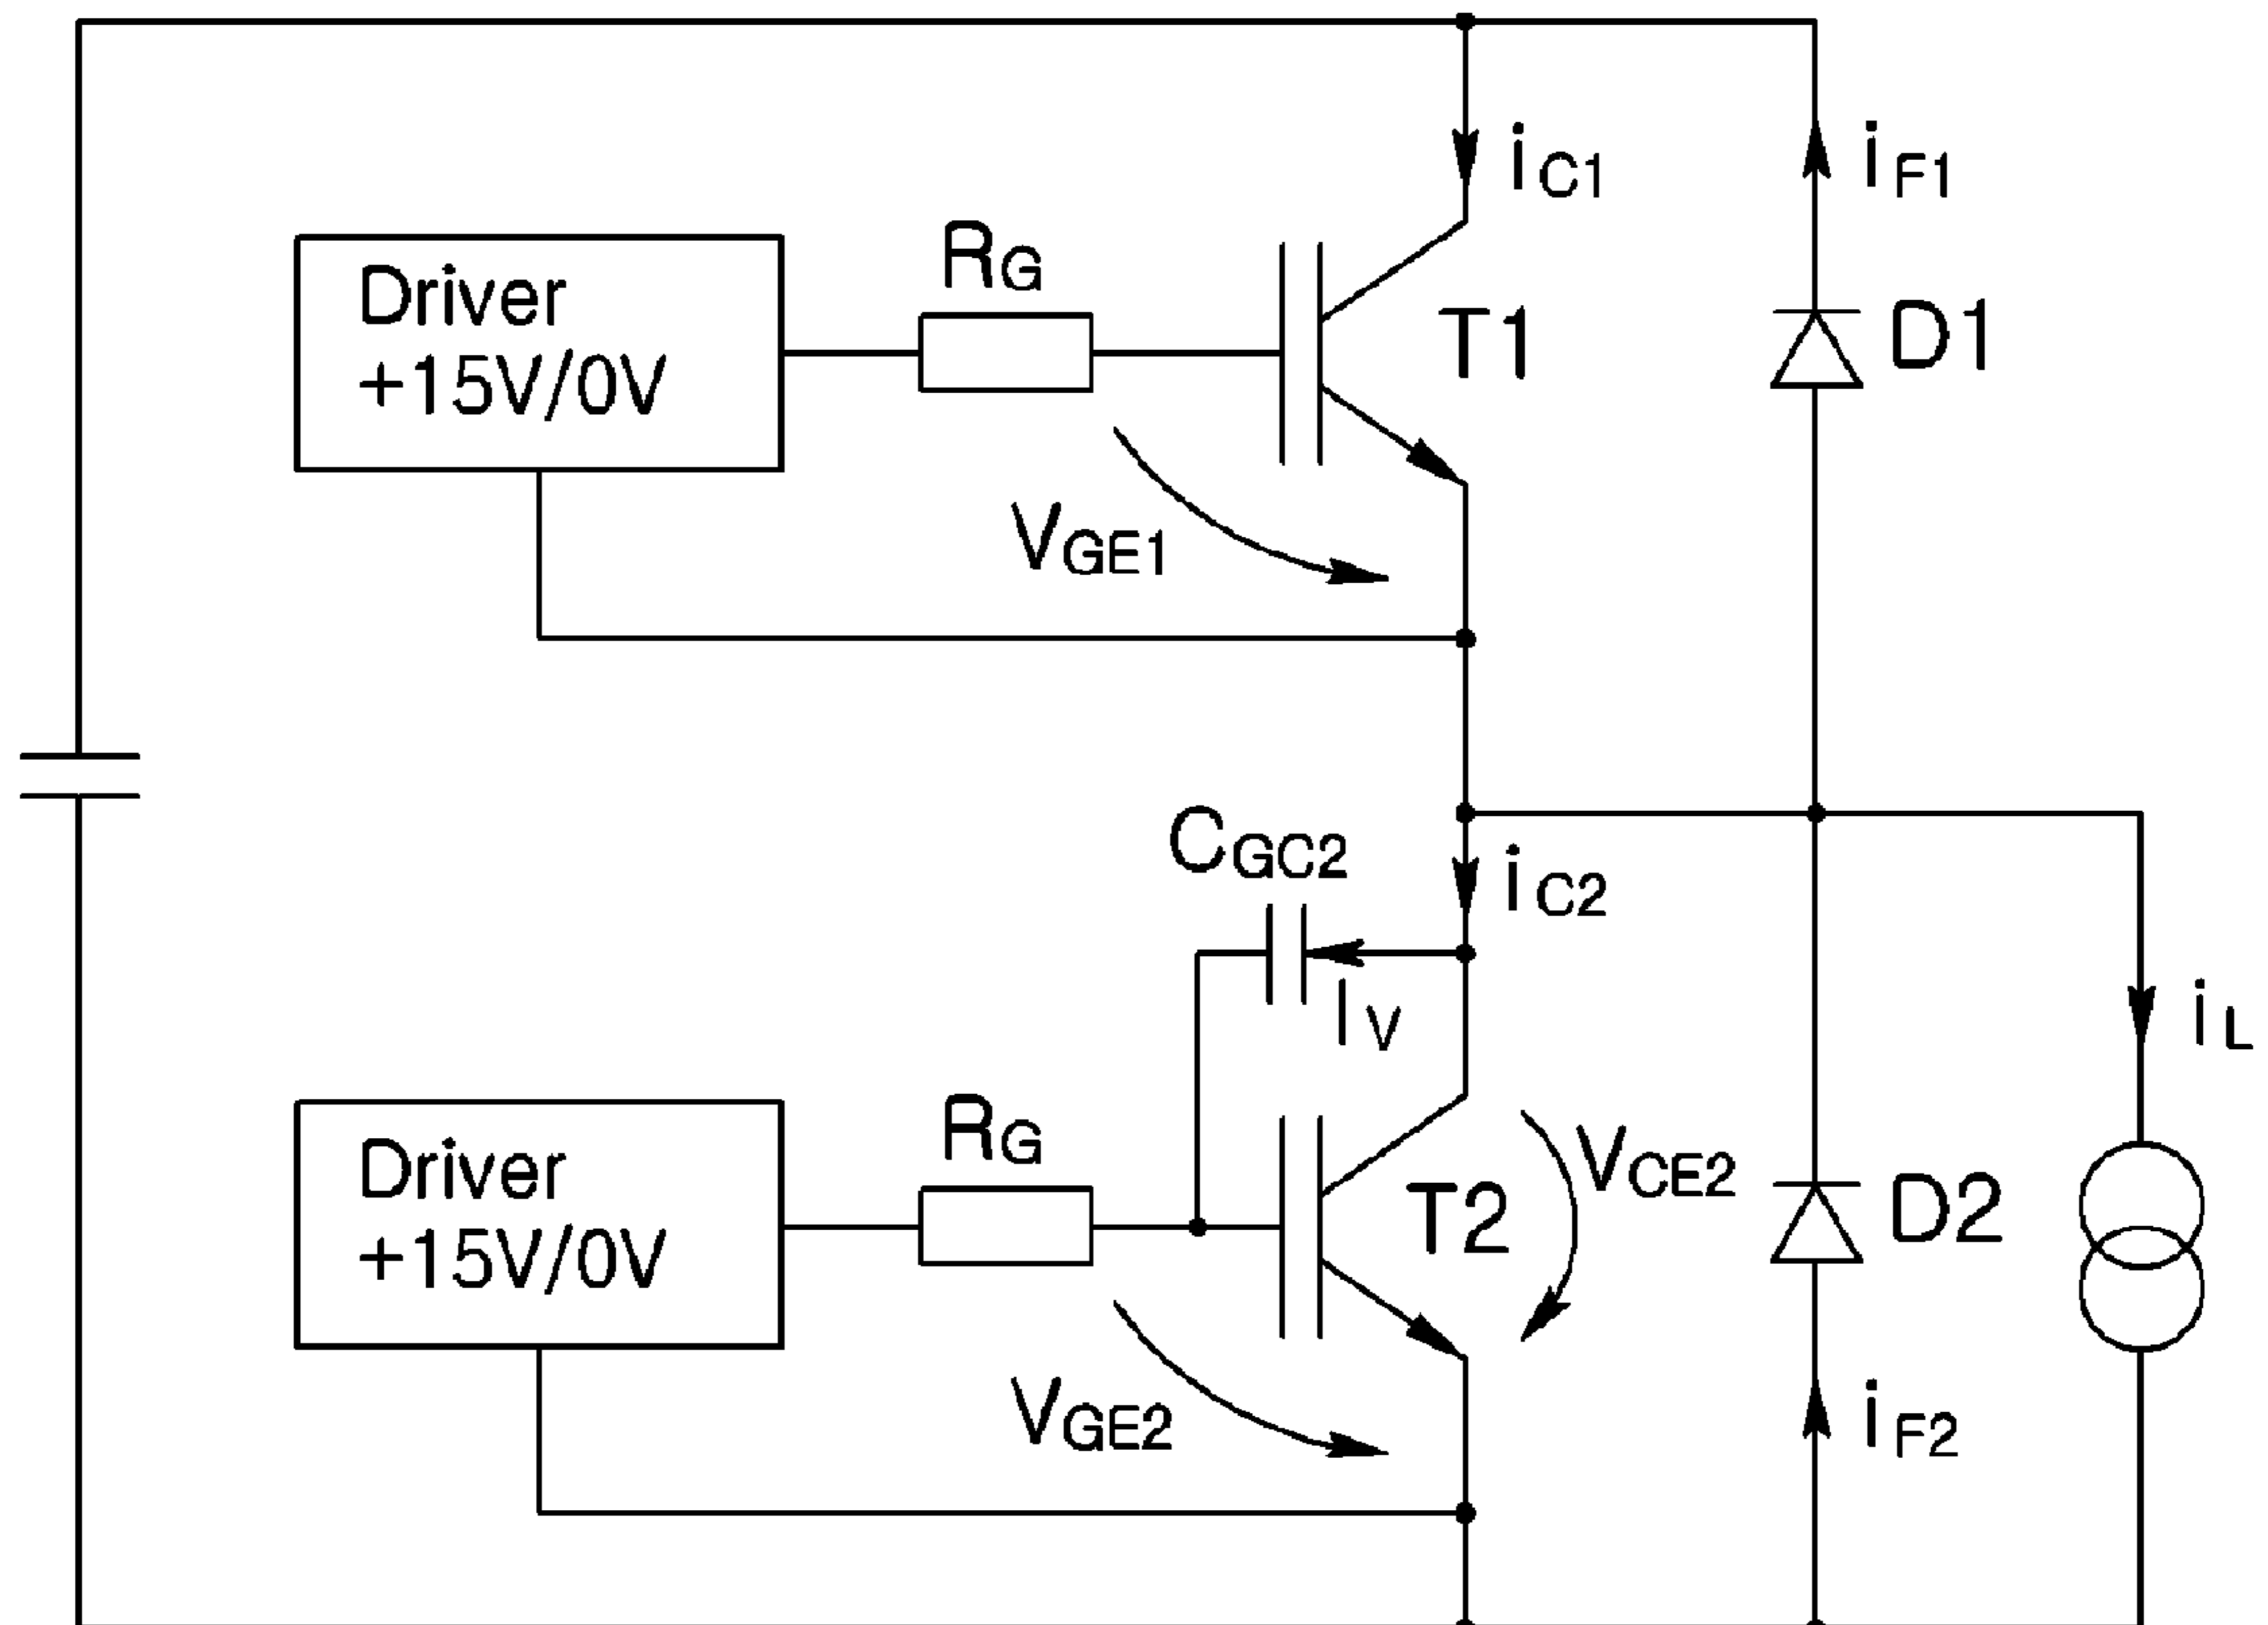 iC1
iF1
Driver
+15V/0V
RG
T1
D1
VGE1
CGC2
iC2
IV
iL
Driver
+15V/0V
RG
T2
VCE2
D2
VGE2
iF2